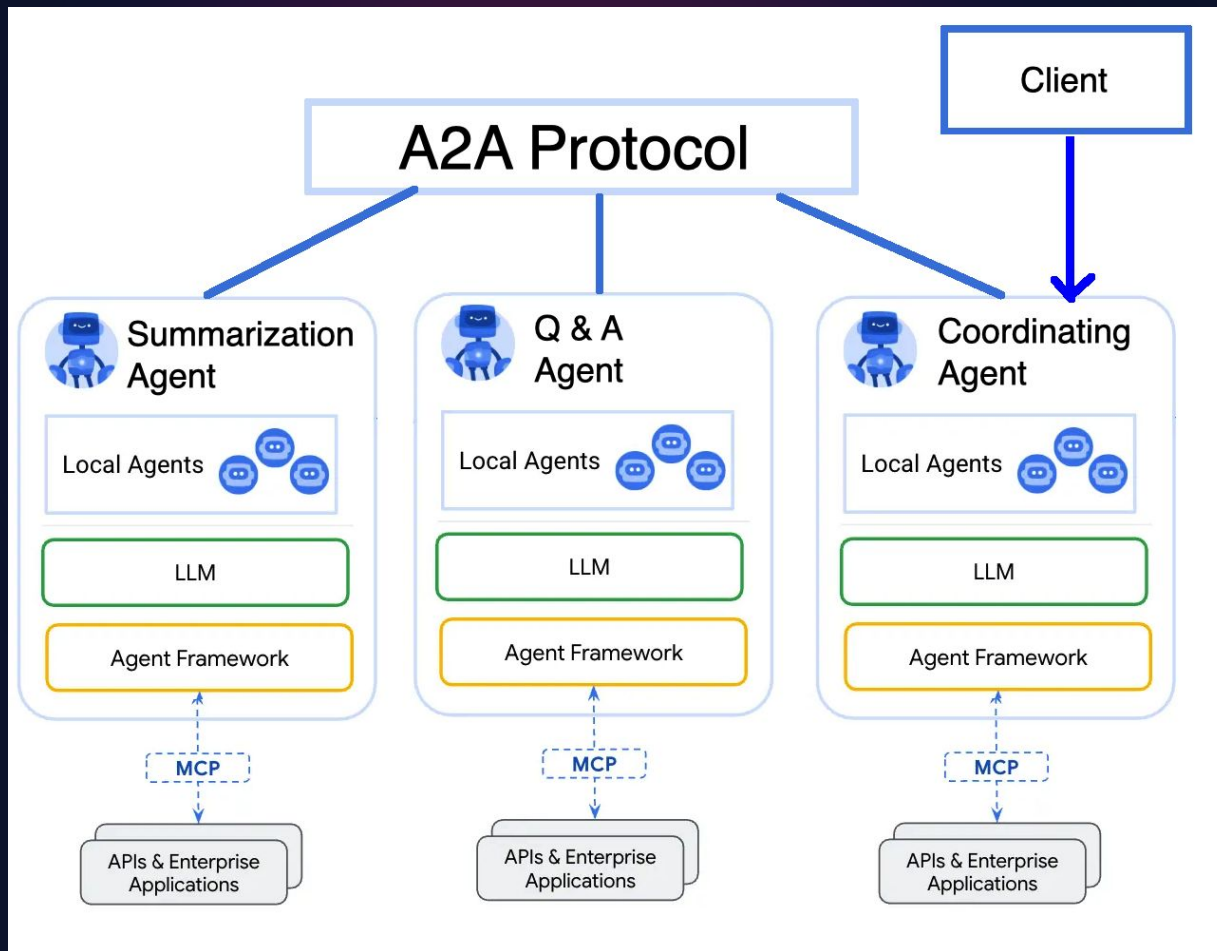 Client
A2A Protocol
Summarization
Agent
Local Agents
LLM
Agent Framework
MCP
APIs & Enterprise
Applications
Q & A
Agent
Local Agents
LLM
Agent Framework
MCP
APIs & Enterprise
Applications
Coordinating
Agent
Local Agents
LLM
Agent Framework
MCP
APIs & Enterprise
Applications